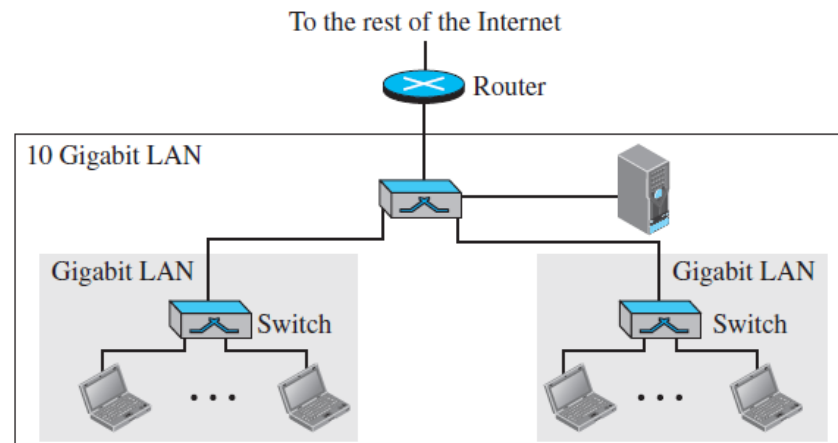 To the rest of the Internet
Router
10 Gigabit LAN
Gigabit LAN
Gigabit LAN
Switch
Switch